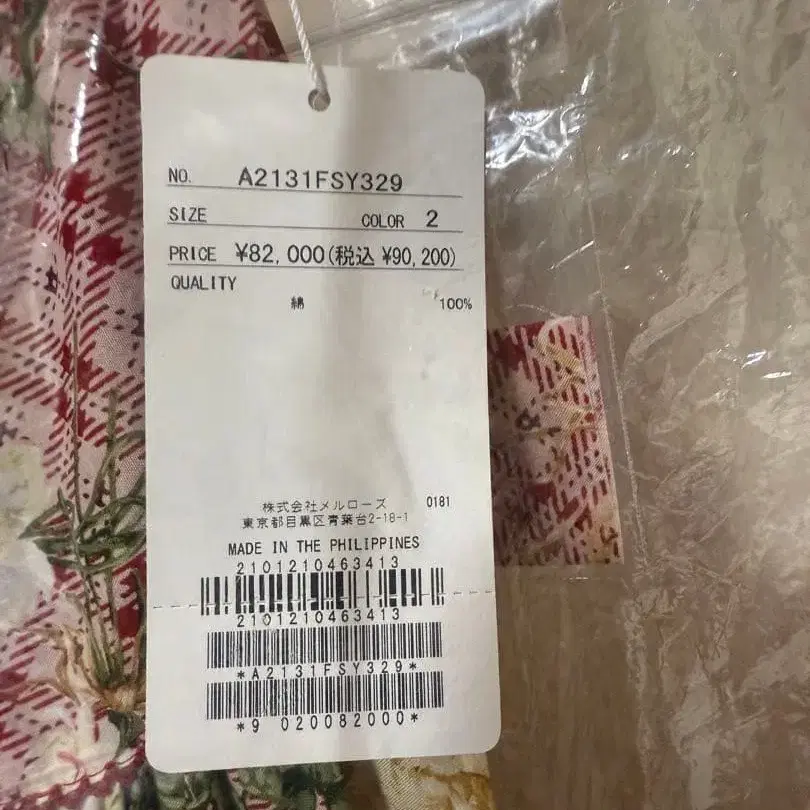 NO. A2131FSY329
SIZE COLOR 2
PRICE ¥82,000(税込 ¥90,200)
QUALITY
綿 100%
株式会社メルローズ 0181
東京都目黒区青葉台2-18-1
MADE IN THE PHILIPPINES
2101210463413
2101210463413
*A2131FSY329*
*9 020082000*